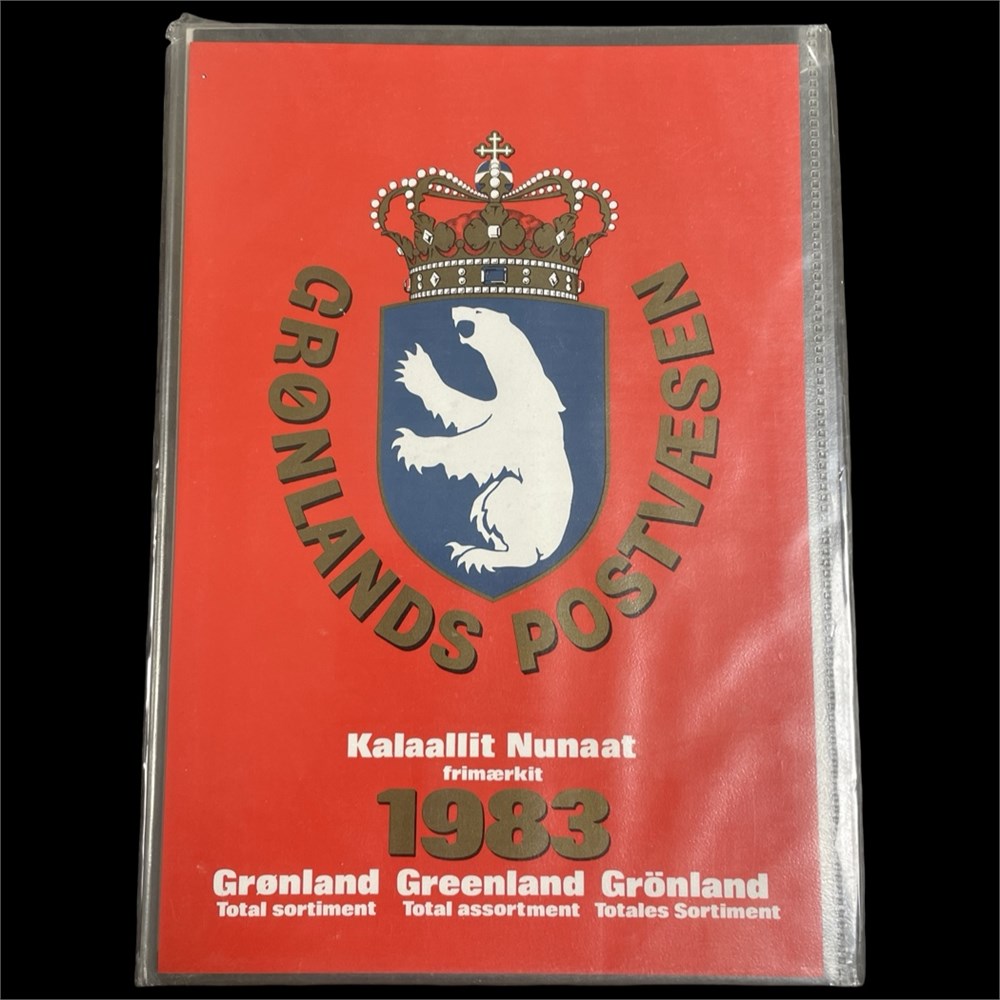 GRØNLANDS POSTVÆSEN
Kalaallit Nunaat
frimærkit
1983
Grønland Greenland Grönland
Total sortiment Total assortment Totales Sortiment